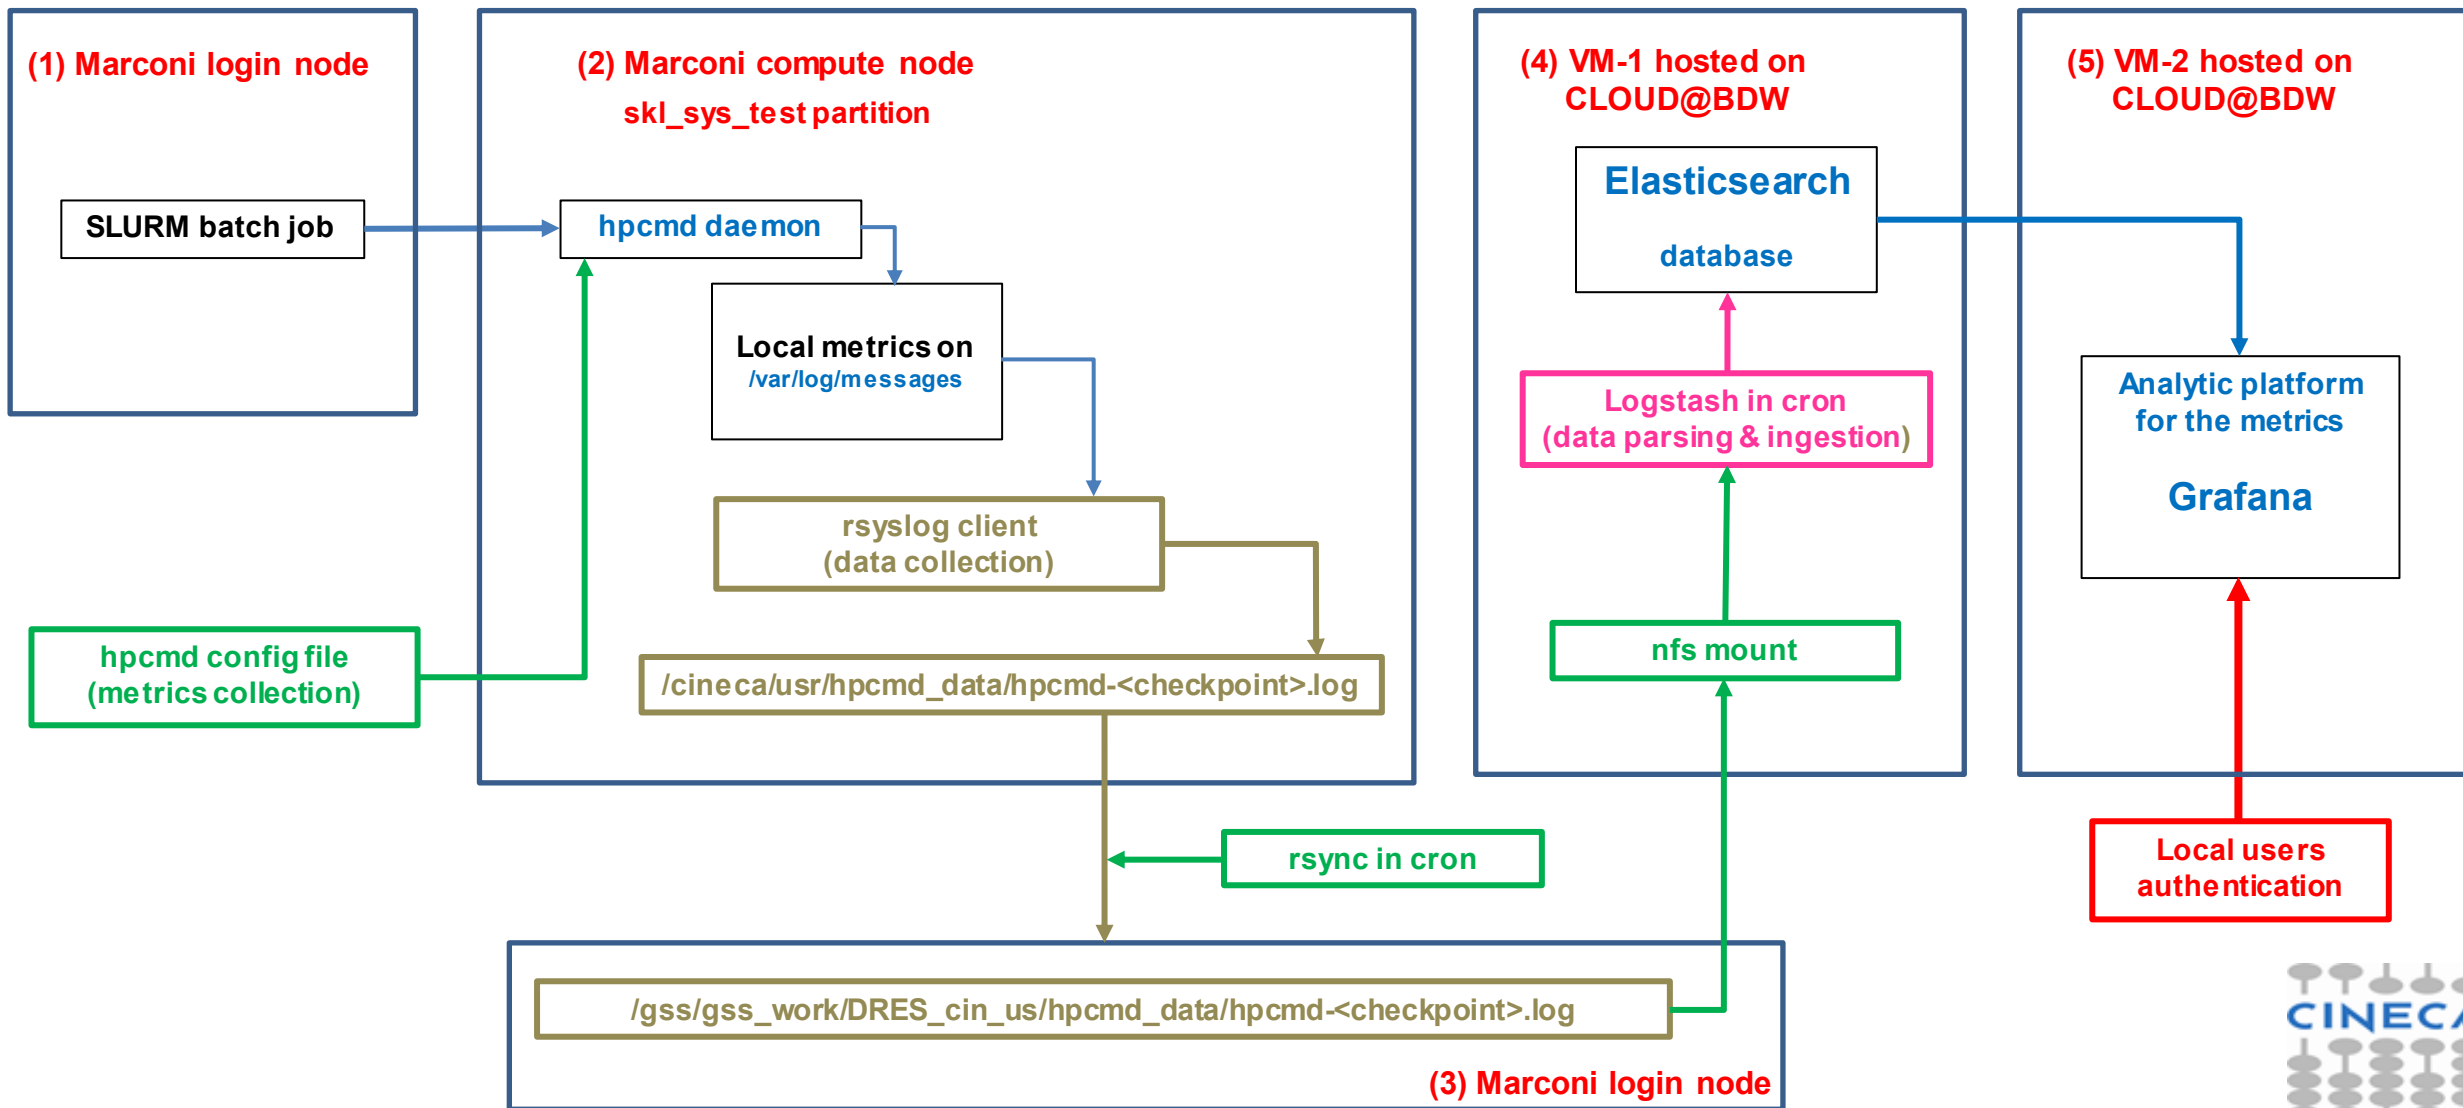 (1) Marconi login node
SLURM batch job
hpcmd config file
(metrics collection)
(2) Marconi compute node
skl_sys_test partition
hpcmd daemon
Local metrics on
/var/log/messages
rsyslog client
(data collection)
/cineca/usr/hpcmd_data/hpcmd-<checkpoint>.log
rsync in cron
/gss/gss_work/DRES_cin_us/hpcmd_data/hpcmd-<checkpoint>.log
(3) Marconi login node
(4) VM-1 hosted on
CLOUD@BDW
Elasticsearch
database
Logstash in cron
(data parsing & ingestion)
nfs mount
(5) VM-2 hosted on
CLOUD@BDW
Analytic platform
for the metrics
Grafana
Local users
authentication
CINECA